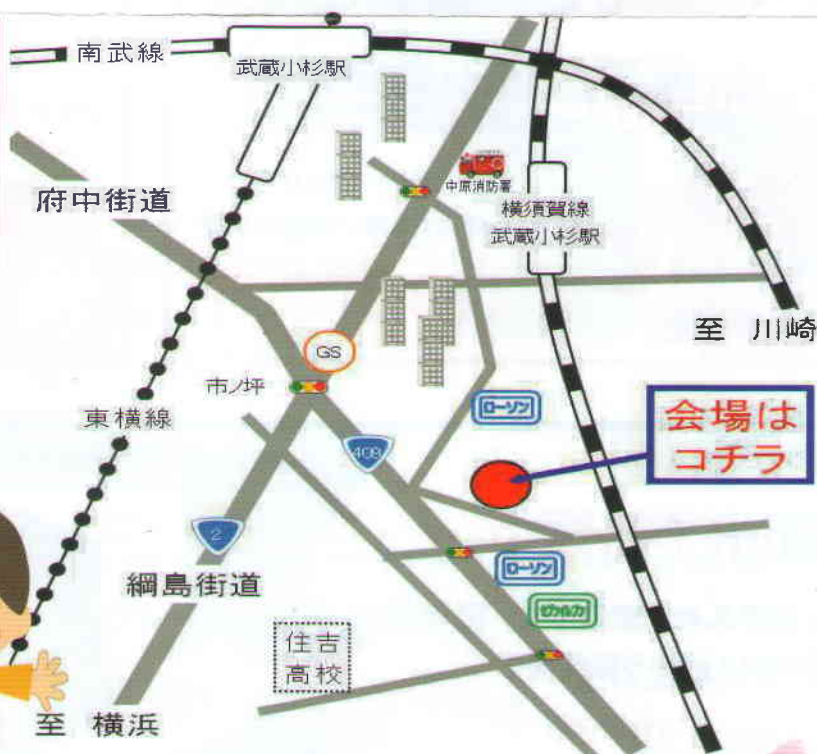 南武線
武蔵小杉駅
中原消防署
府中街道
横須賀線
武蔵小杉駅
至 川崎
GS
市ノ坪
東横線
ローソン
会場は
コチラ
409
2
綱島街道
ローソン
住吉
高校
至 横浜